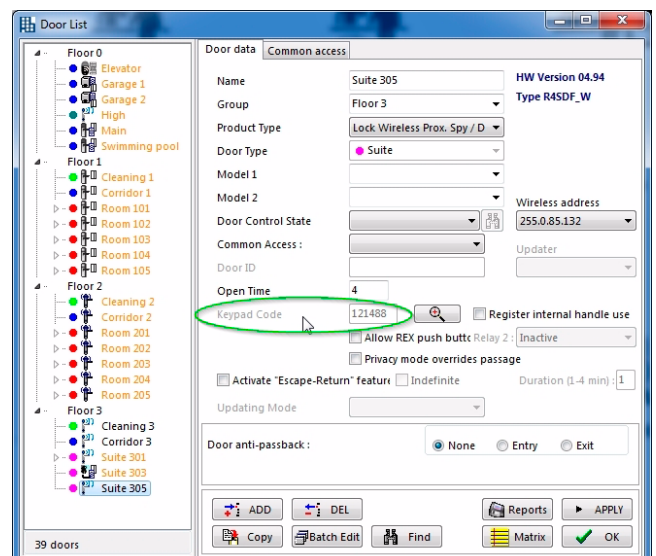 Door List
Floor 0
Elevator
Garage 1
Garage 2
High
Main
Swimming pool
Floor 1
Cleaning 1
Corridor 1
Room 101
Room 102
Room 103
Room 104
Room 105
Floor 2
Cleaning 2
Corridor 2
Room 201
Room 202
Room 203
Room 204
Room 205
Floor 3
Cleaning 3
Corridor 3
Suite 301
Suite 303
Suite 305
39 doors
Door data Common access
Name Suite 305 HW Version 04.94
Group Floor 3 Type R4SDF_W
Product Type Lock Wireless Prox. Spy / D
Door Type Suite
Model 1
Model 2 Wireless address
Door Control State 255.0.85.132
Common Access : Updater
Door ID
Open Time 4
Keypad Code 121488 Register internal handle use
Allow REX push buttc Relay 2 : Inactive
Privacy mode overrides passage
Activate "Escape-Return" feature Indefinite Duration (1-4 min) : 1
Updating Mode
Door anti-passback : None Entry Exit
ADD DEL Reports APPLY
Copy Batch Edit Find Matrix OK